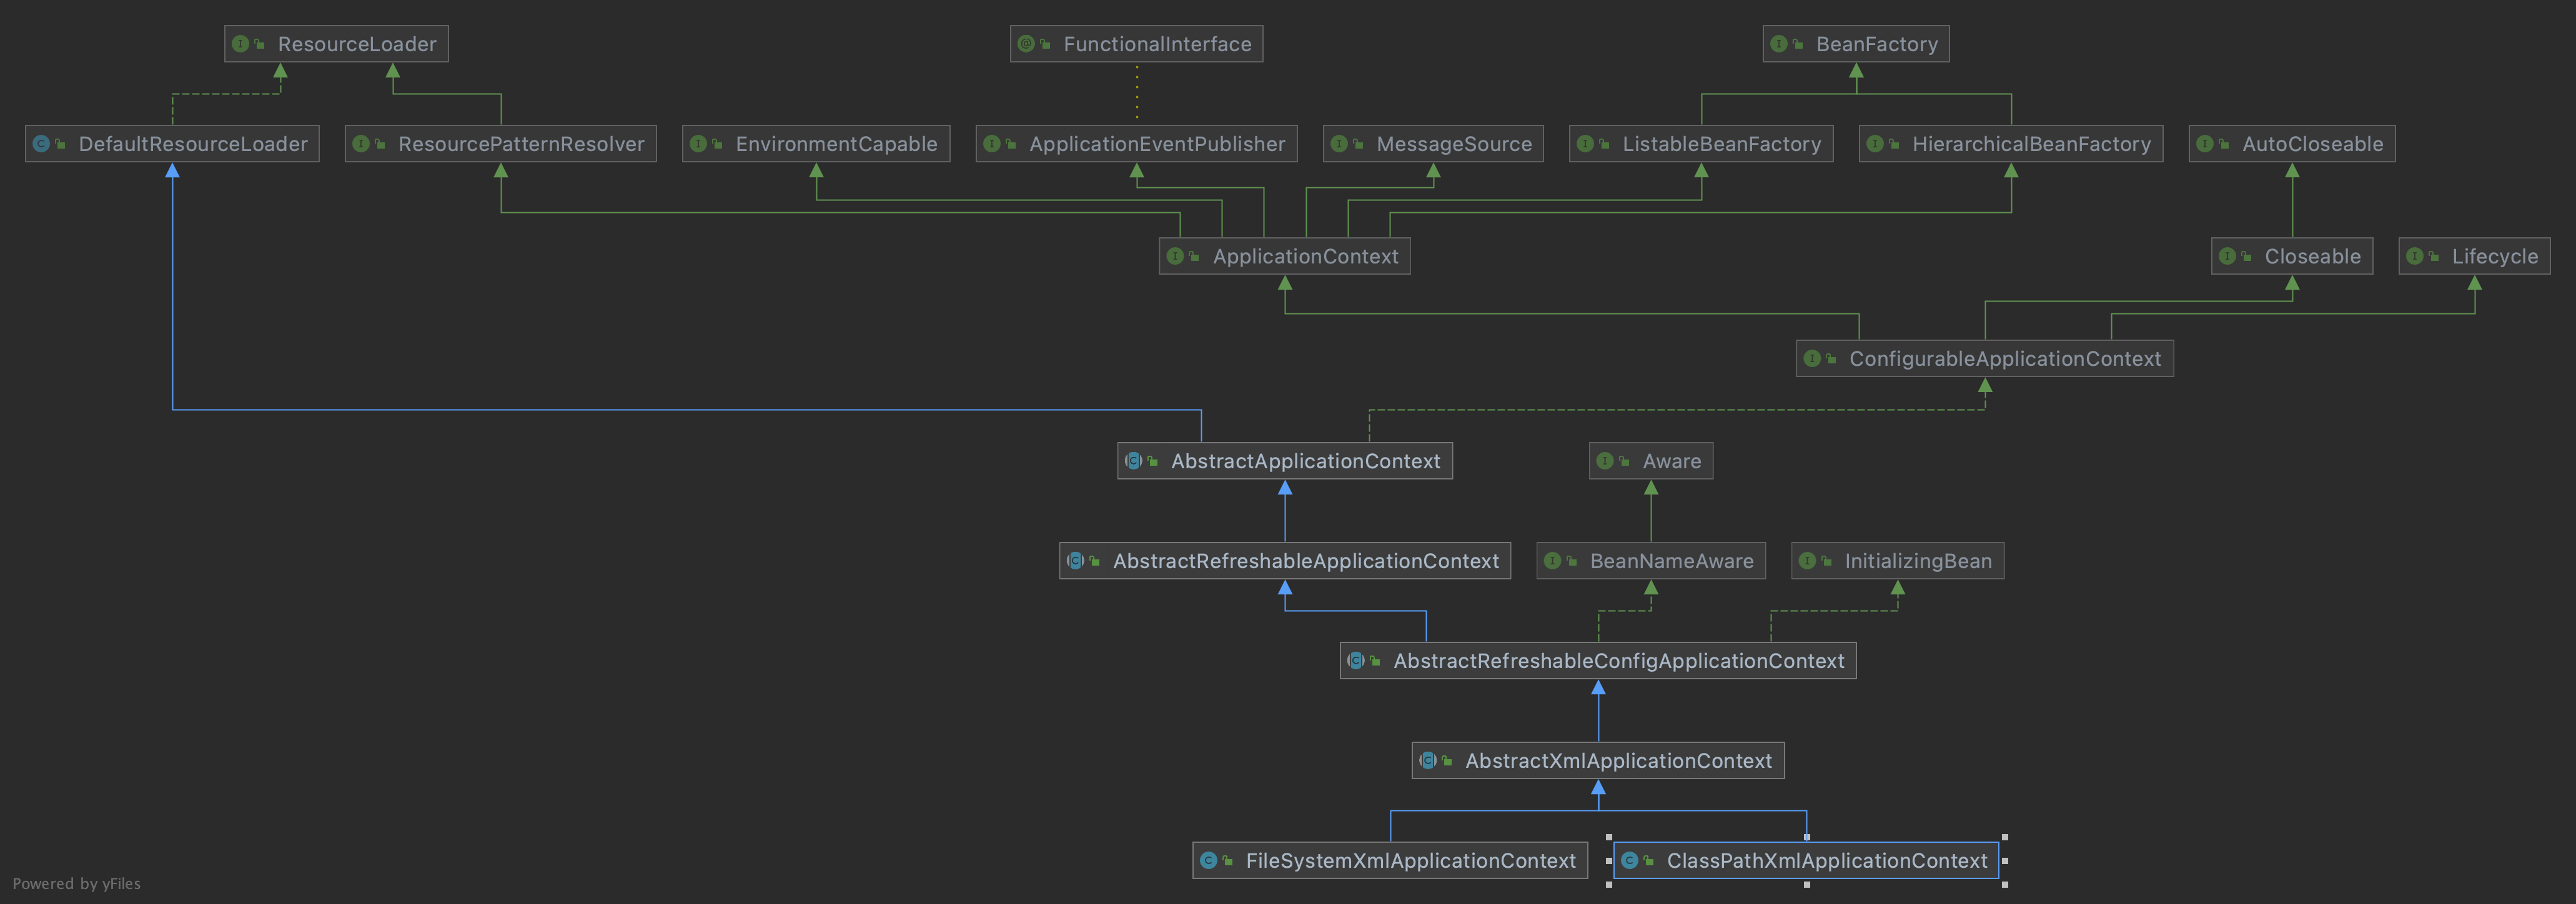 ResourceLoader
FunctionalInterface
BeanFactory
DefaultResourceLoader
ResourcePatternResolver
EnvironmentCapable
ApplicationEventPublisher
MessageSource
ListableBeanFactory
HierarchicalBeanFactory
AutoCloseable
ApplicationContext
Closeable
Lifecycle
ConfigurableApplicationContext
AbstractApplicationContext
Aware
AbstractRefreshableApplicationContext
BeanNameAware
InitializingBean
AbstractRefreshableConfigApplicationContext
AbstractXmlApplicationContext
FileSystemXmlApplicationContext
ClassPathXmlApplicationContext
Powered by yFiles